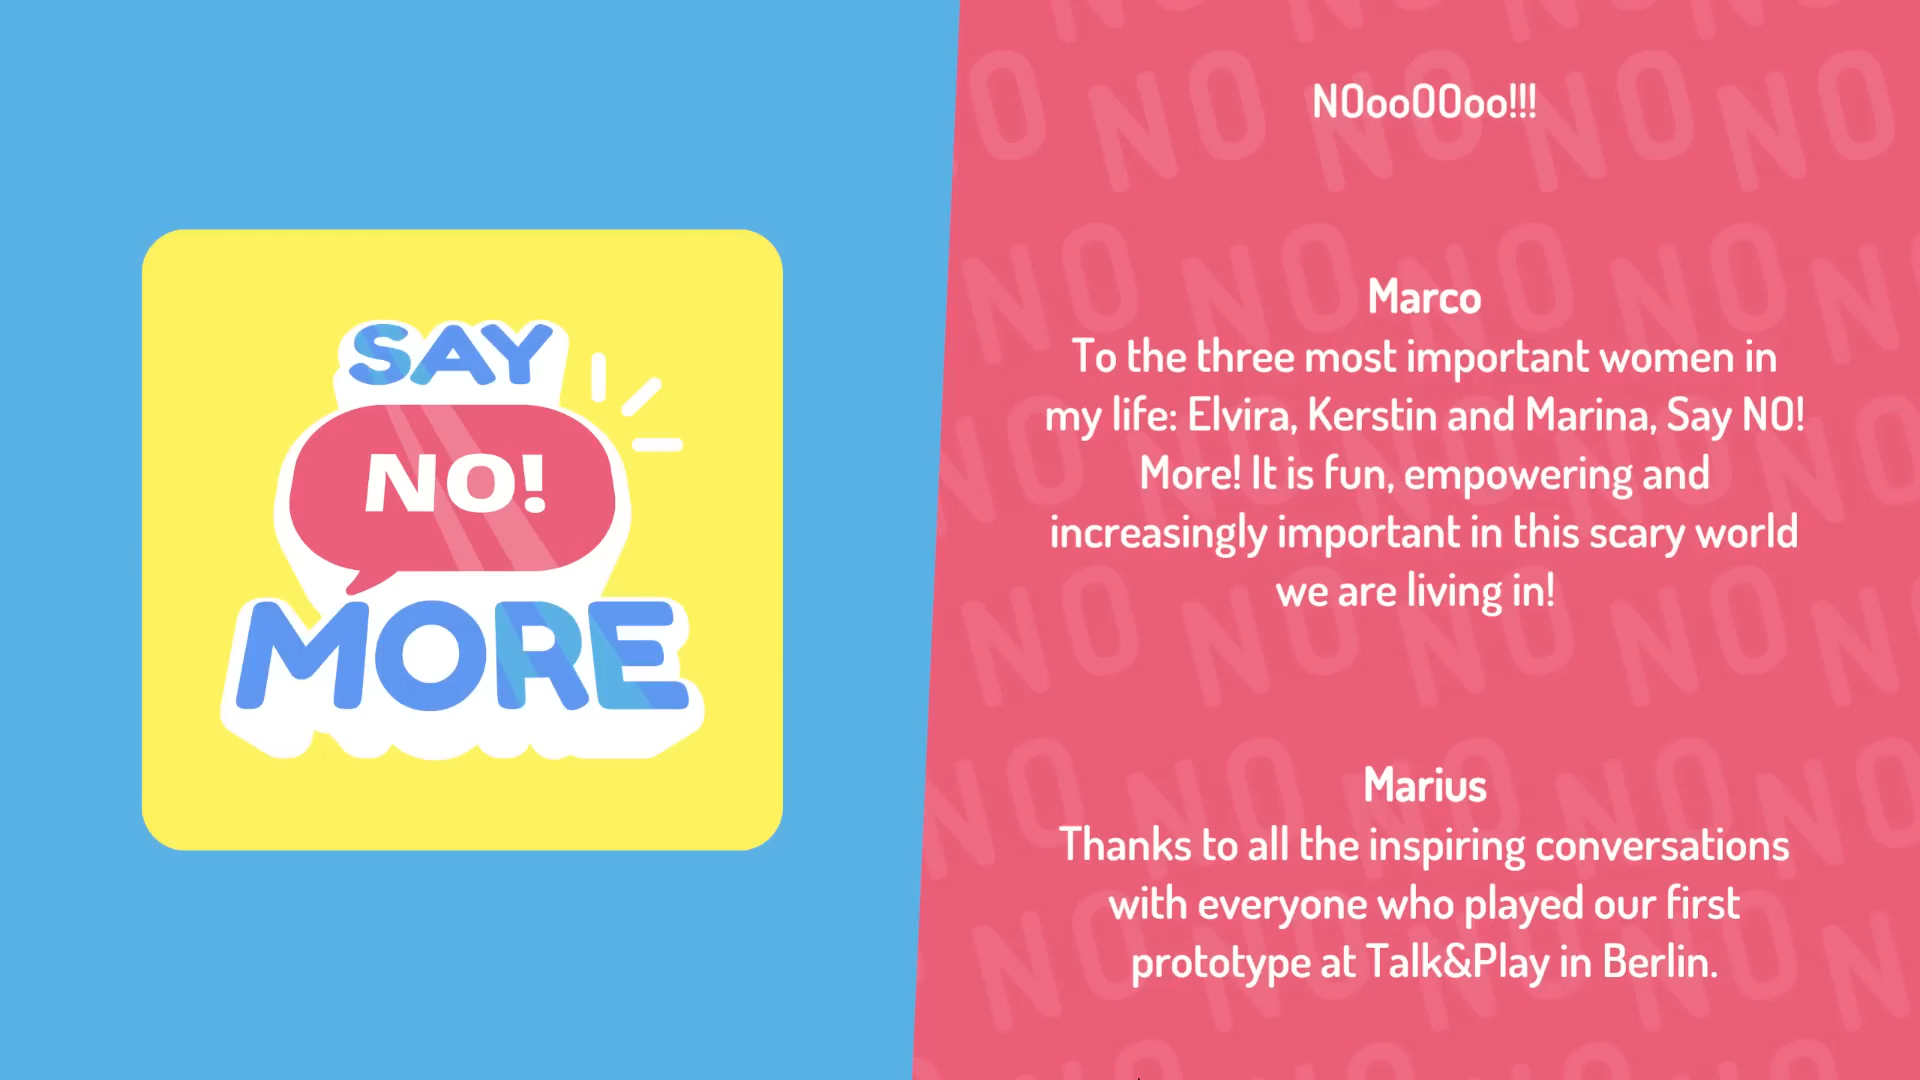 SAY
NO!
MORE
NOooOOoo!!!
Marco
To the three most important women in
my life: Elvira, Kerstin and Marina, Say NO!
More! It is fun, empowering and
increasingly important in this scary world
we are living in!
Marius
Thanks to all the inspiring conversations
with everyone who played our first
prototype at Talk&Play in Berlin.